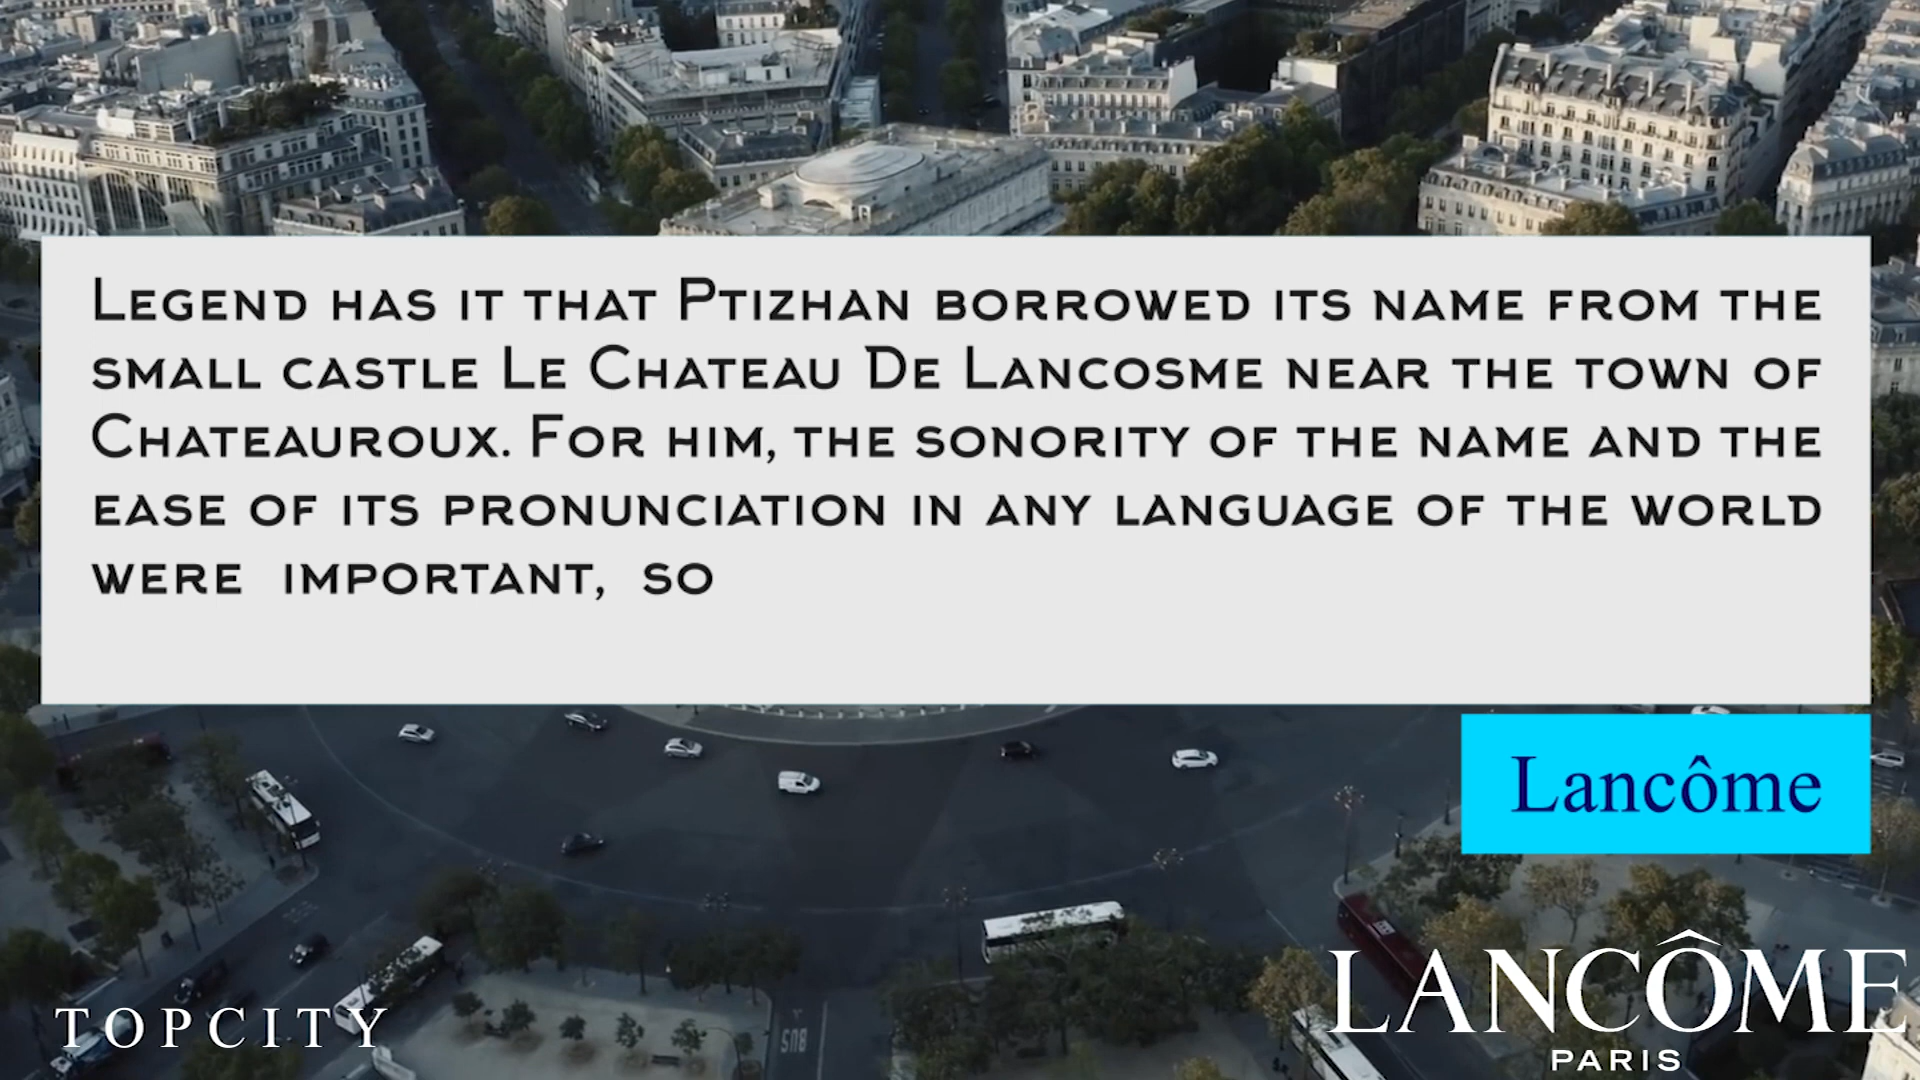 Legend has it that Ptizhan borrowed its name from the
small castle Le Chateau De Lancosme near the town of
Chateauroux. For him, the sonority of the name and the
ease of its pronunciation in any language of the world
were important, so
Lancôme
LANCÔME
PARIS
TOPCITY
BUS